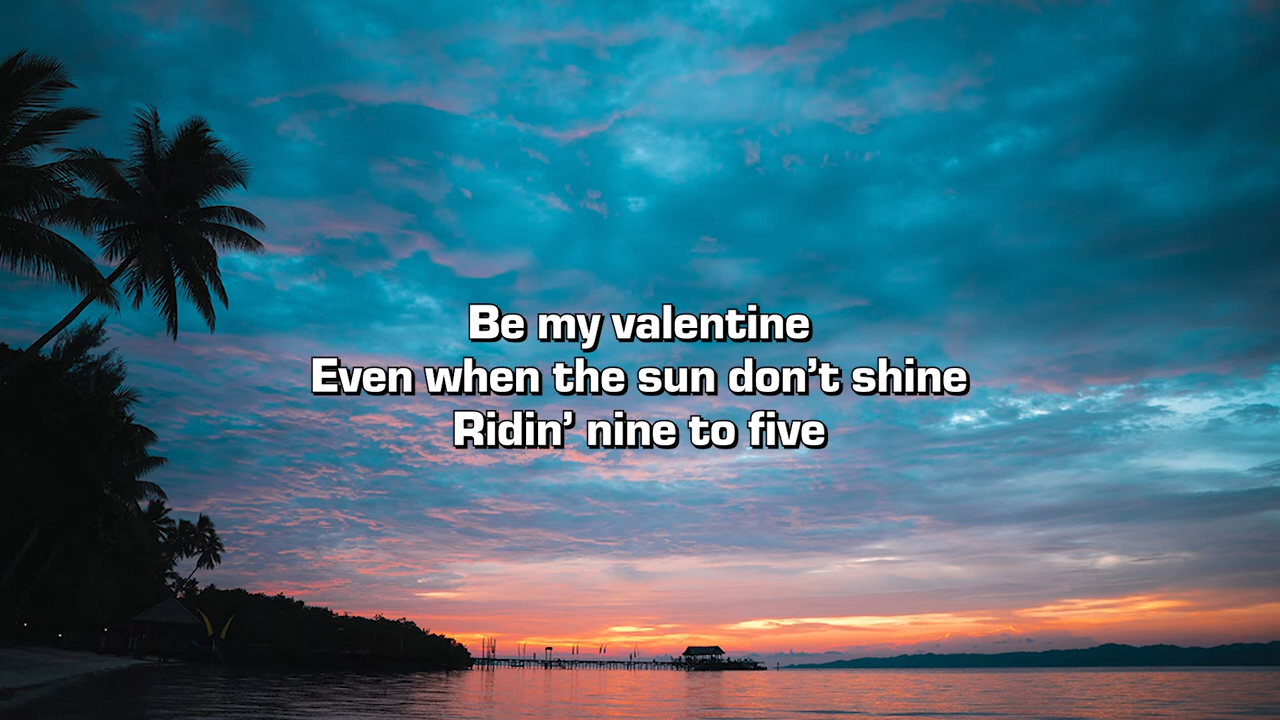 Be my valentine
Even when the sun don’t shine
Ridin’ nine to five